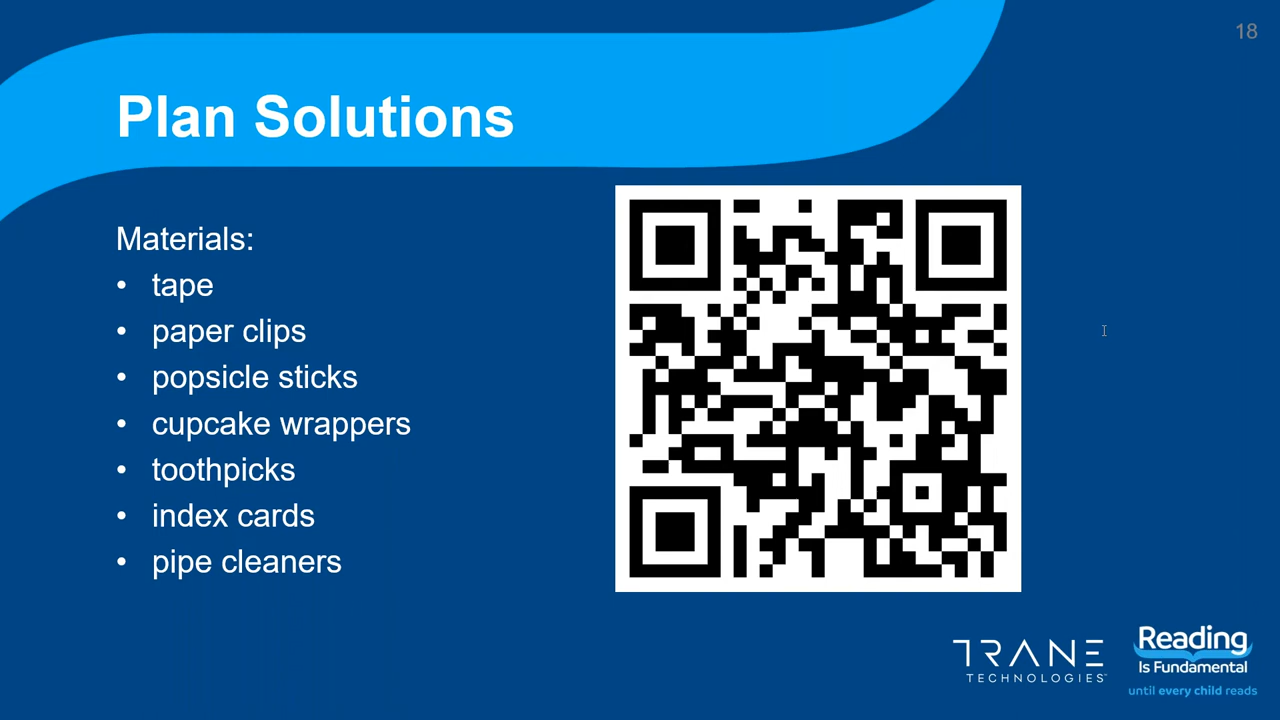 18
Plan Solutions
Materials:
• tape
• paper clips
• popsicle sticks
• cupcake wrappers
• toothpicks
• index cards
• pipe cleaners
TRANE
TECHNOLOGIES
Reading
Is Fundamental
until every child reads